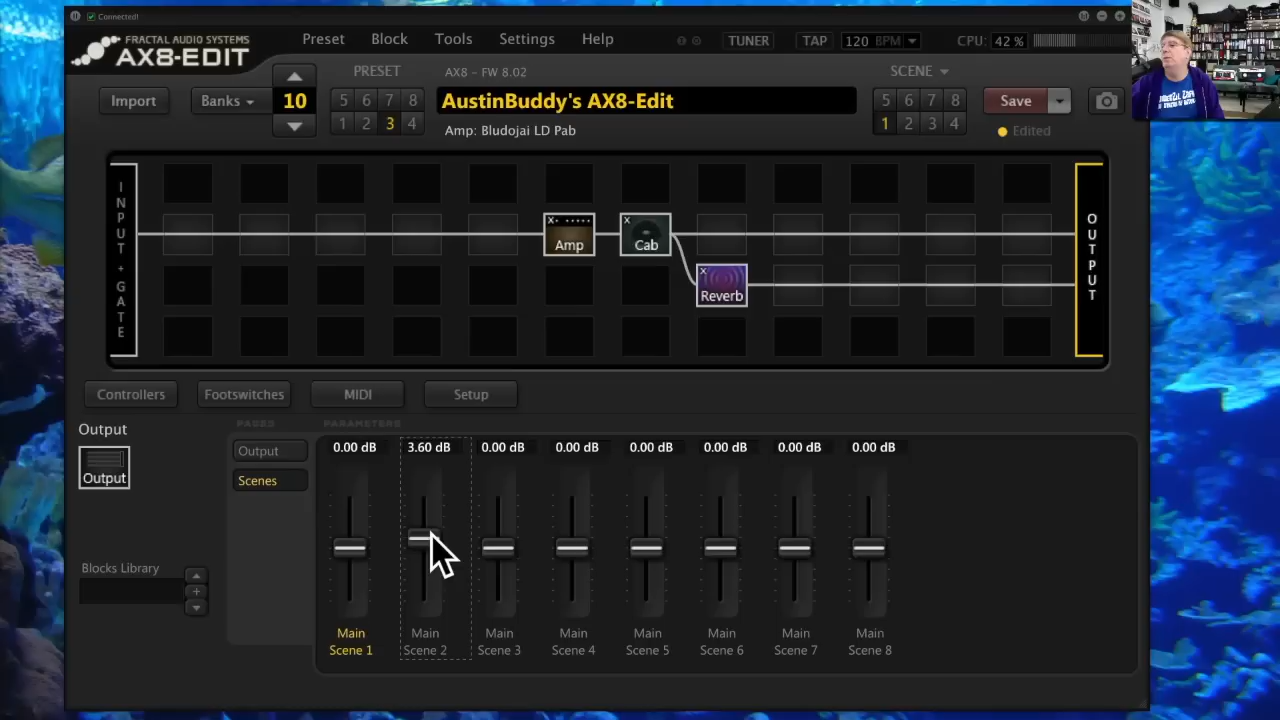 Connected!
FRACTAL AUDIO SYSTEMS
AX8-EDIT
Preset Block Tools Settings Help
TUNER TAP 120 BPM CPU: 42 %
PRESET AX8 - FW 8.02 SCENE
Import Banks 10
5 6 7 8
1 2 3 4
AustinBuddy's AX8-Edit
Amp: Bludojai LD Pab
5 6 7 8
1 2 3 4
Save
Edited
INPUT + GATE
Amp
Cab
Reverb
OUTPUT
Controllers Footswitches MIDI Setup
Output
Output
Blocks Library
+
PAGES
Output
Scenes
PARAMETERS
0.00 dB 3.60 dB 0.00 dB 0.00 dB 0.00 dB 0.00 dB 0.00 dB 0.00 dB
Main Main Main Main Main Main Main Main
Scene 1 Scene 2 Scene 3 Scene 4 Scene 5 Scene 6 Scene 7 Scene 8